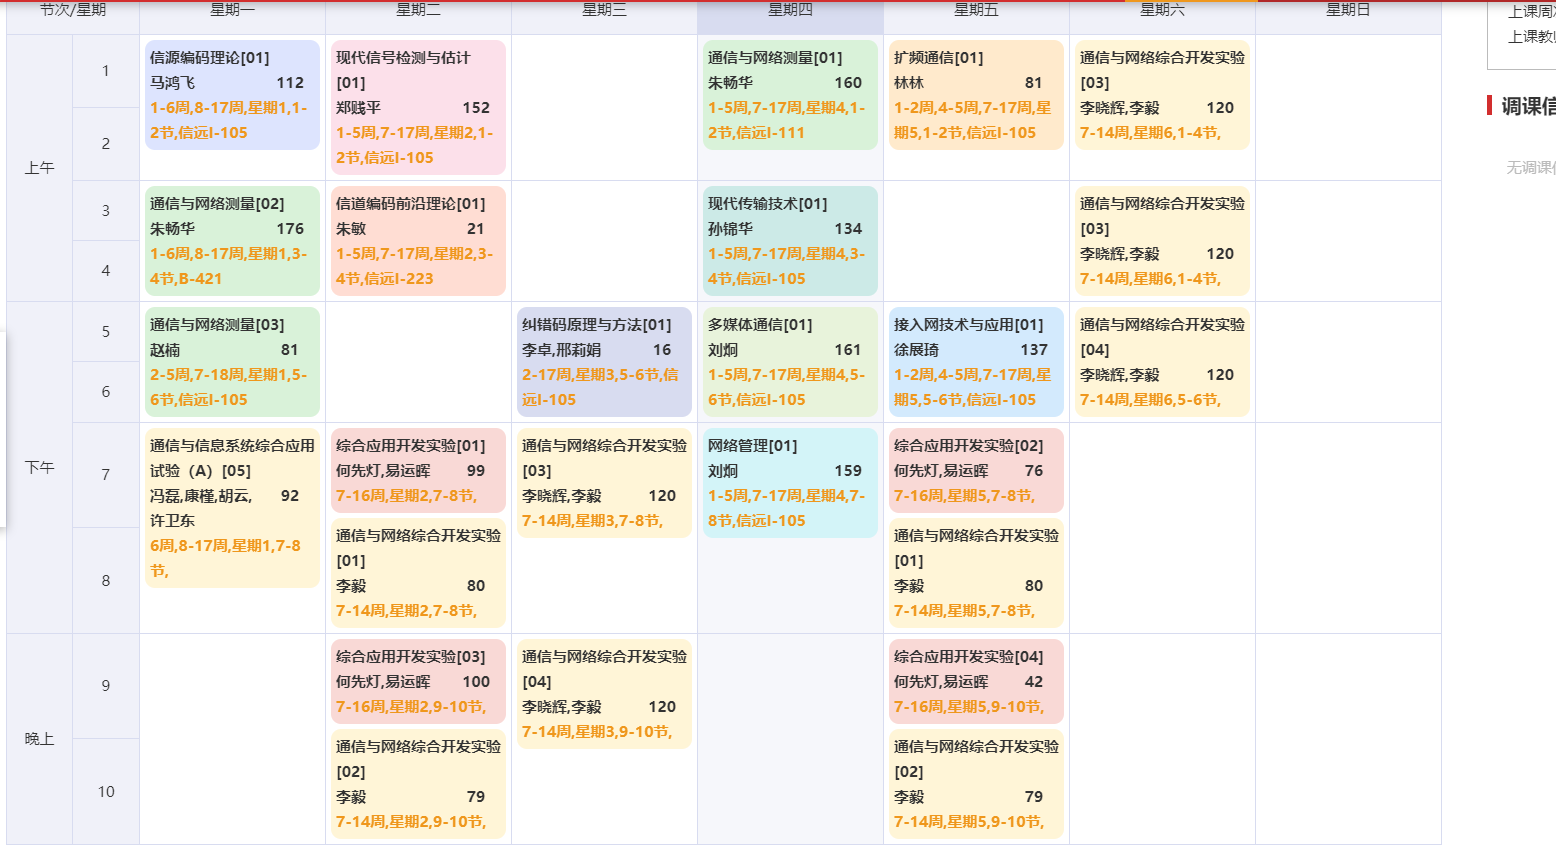 节次/星期 星期一 星期二 星期三 星期四 星期五 星期六 星期日
上午
1
2
信源编码理论[01]
马鸿飞 112
1-6周,8-17周,星期1,1-
2节,信远I-105
现代信号检测与估计
[01]
郑贱平 152
1-5周,7-17周,星期2,1-
2节,信远I-105
通信与网络测量[01]
朱畅华 160
1-5周,7-17周,星期4,1-
2节,信远I-111
扩频通信[01]
林林 81
1-2周,4-5周,7-17周,星
期5,1-2节,信远I-105
通信与网络综合开发实验
[03]
李晓辉,李毅 120
7-14周,星期6,1-4节,
3
4
通信与网络测量[02]
朱畅华 176
1-6周,8-17周,星期1,3-
4节,B-421
信道编码前沿理论[01]
朱敏 21
1-5周,7-17周,星期2,3-
4节,信远I-223
现代传输技术[01]
孙锦华 134
1-5周,7-17周,星期4,3-
4节,信远I-105
通信与网络综合开发实验
[03]
李晓辉,李毅 120
7-14周,星期6,1-4节,
下午
5
6
通信与网络测量[03]
赵楠 81
2-5周,7-18周,星期1,5-
6节,信远I-105
纠错码原理与方法[01]
李卓,邢莉娟 16
2-17周,星期3,5-6节,信
远I-105
多媒体通信[01]
刘炯 161
1-5周,7-17周,星期4,5-
6节,信远I-105
接入网技术与应用[01]
徐展琦 137
1-2周,4-5周,7-17周,星
期5,5-6节,信远I-105
通信与网络综合开发实验
[04]
李晓辉,李毅 120
7-14周,星期6,5-6节,
7
8
通信与信息系统综合应用
试验（A）[05]
冯磊,康槿,胡云, 92
许卫东
6周,8-17周,星期1,7-8
节,
综合应用开发实验[01]
何先灯,易运晖 99
7-16周,星期2,7-8节,
通信与网络综合开发实验
[01]
李毅 80
7-14周,星期2,7-8节,
通信与网络综合开发实验
[03]
李晓辉,李毅 120
7-14周,星期3,7-8节,
网络管理[01]
刘炯 159
1-5周,7-17周,星期4,7-
8节,信远I-105
综合应用开发实验[02]
何先灯,易运晖 76
7-16周,星期5,7-8节,
通信与网络综合开发实验
[01]
李毅 80
7-14周,星期5,7-8节,
晚上
9
10
综合应用开发实验[03]
何先灯,易运晖 100
7-16周,星期2,9-10节,
通信与网络综合开发实验
[02]
李毅 79
7-14周,星期2,9-10节,
通信与网络综合开发实验
[04]
李晓辉,李毅 120
7-14周,星期3,9-10节,
综合应用开发实验[04]
何先灯,易运晖 42
7-16周,星期5,9-10节,
通信与网络综合开发实验
[02]
李毅 79
7-14周,星期5,9-10节,
上课周
上课教
调课信
无调课